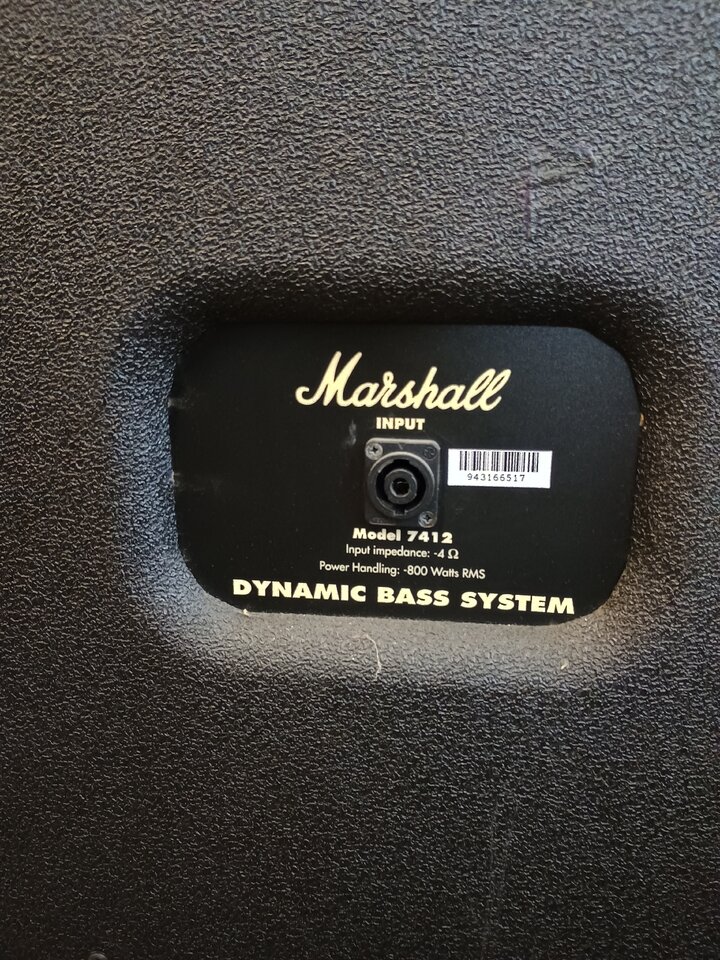 Marshall
INPUT
943166517
Model 7412
Input impedance: -4 Ω
Power Handling: -800 Watts RMS
DYNAMIC BASS SYSTEM